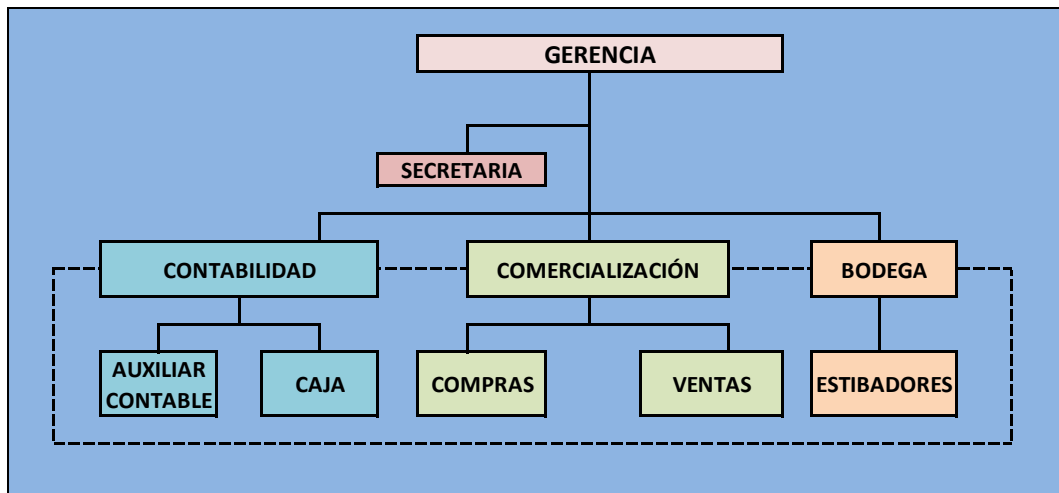 GERENCIA
SECRETARIA
CONTABILIDAD
COMERCIALIZACIÓN
BODEGA
AUXILIAR
CONTABLE
CAJA
COMPRAS
VENTAS
ESTIBADORES